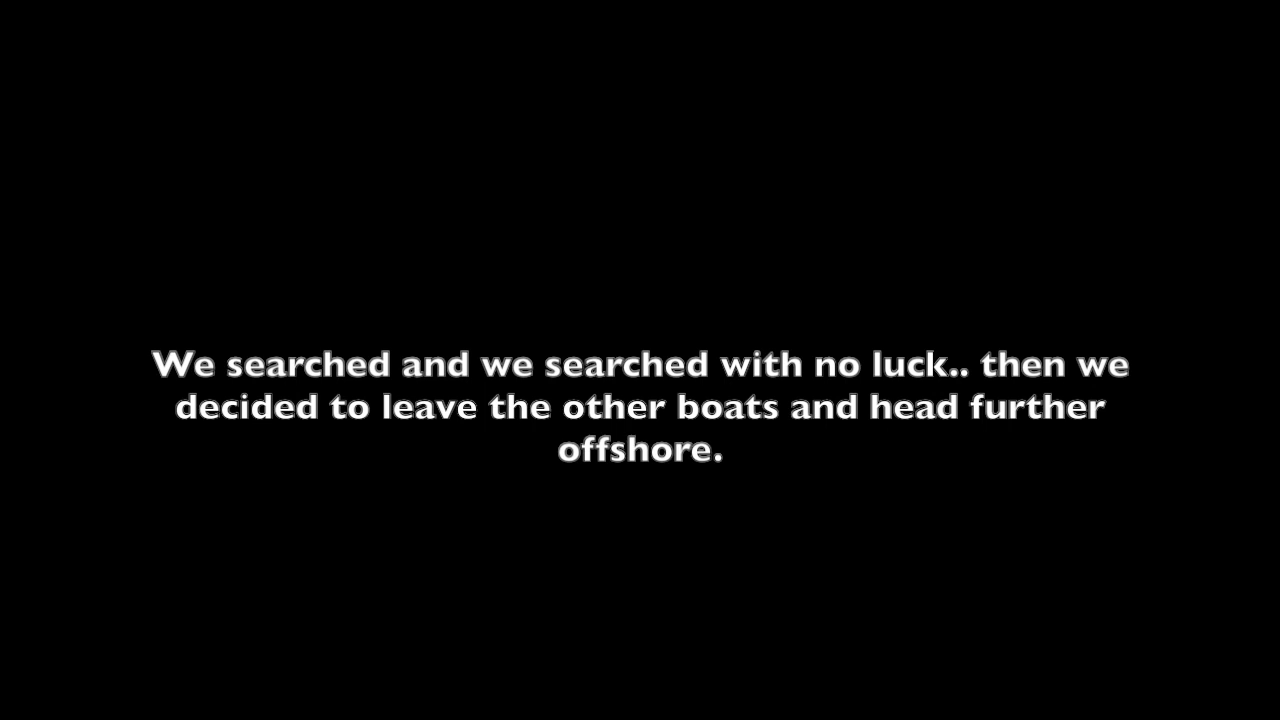 We searched and we searched with no luck.. then we
decided to leave the other boats and head further
offshore.